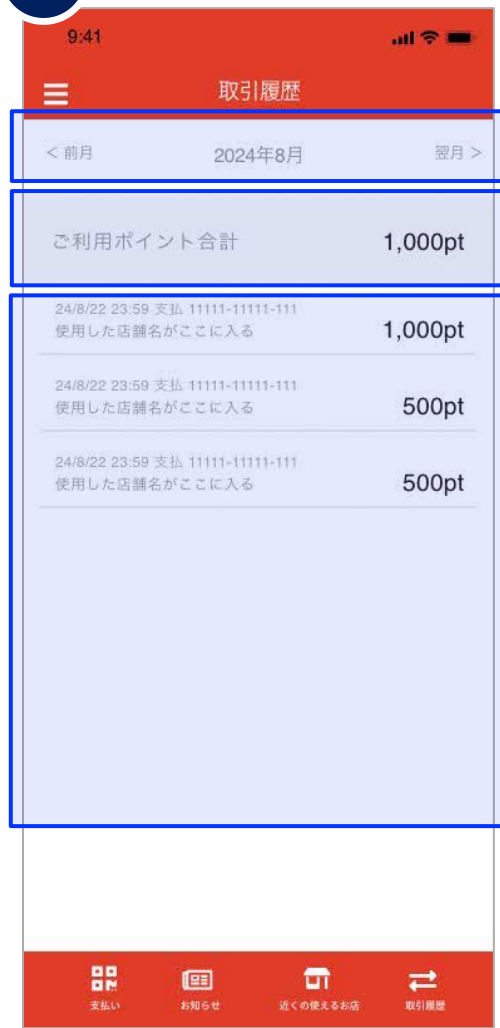 9:41
取引履歴
< 前月 2024年8月 翌月 >
ご利用ポイント合計 1,000pt
24/8/22 23:59 支払 11111-11111-111
使用した店舗名がここに入る 1,000pt
24/8/22 23:59 支払 11111-11111-111
使用した店舗名がここに入る 500pt
24/8/22 23:59 支払 11111-11111-111
使用した店舗名がここに入る 500pt
支払い お知らせ 近くの使えるお店 取引履歴